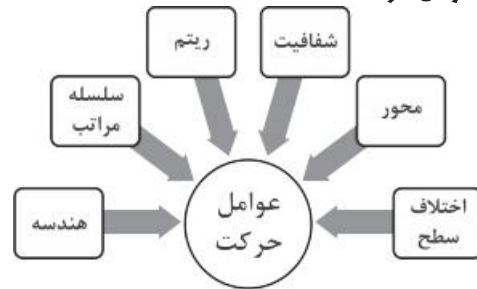 شفافیت
ریتم
محور
سلسله
مراتب
عوامل
حرکت
اختلاف
سطح
هندسه